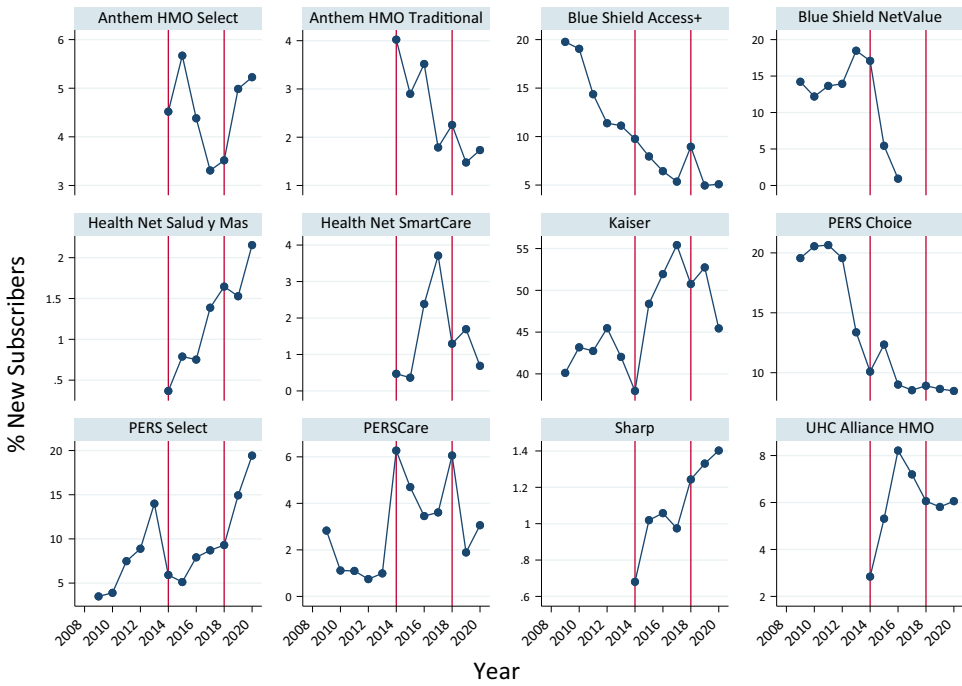 Anthem HMO Select
Anthem HMO Traditional
Blue Shield Access+
Blue Shield NetValue
6
5
4
3
4
3
2
1
20
15
10
5
20
15
10
5
0
Health Net Salud y Mas
Health Net SmartCare
Kaiser
PERS Choice
2
1.5
1
.5
4
3
2
1
0
55
50
45
40
20
15
10
% New Subscribers
PERS Select
PERSCare
Sharp
UHC Alliance HMO
20
15
10
5
6
4
2
0
1.4
1.2
1
.8
.6
8
6
4
2
2008 2010 2012 2014 2016 2018 2020
2008 2010 2012 2014 2016 2018 2020
2008 2010 2012 2014 2016 2018 2020
2008 2010 2012 2014 2016 2018 2020
Year